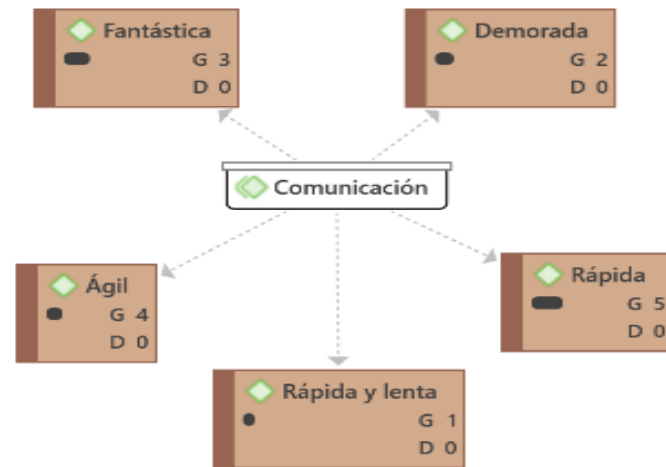 Fantástica
G 3
D 0
Demorada
G 2
D 0
Comunicación
Ágil
G 4
D 0
Rápida
G 5
D 0
Rápida y lenta
G 1
D 0